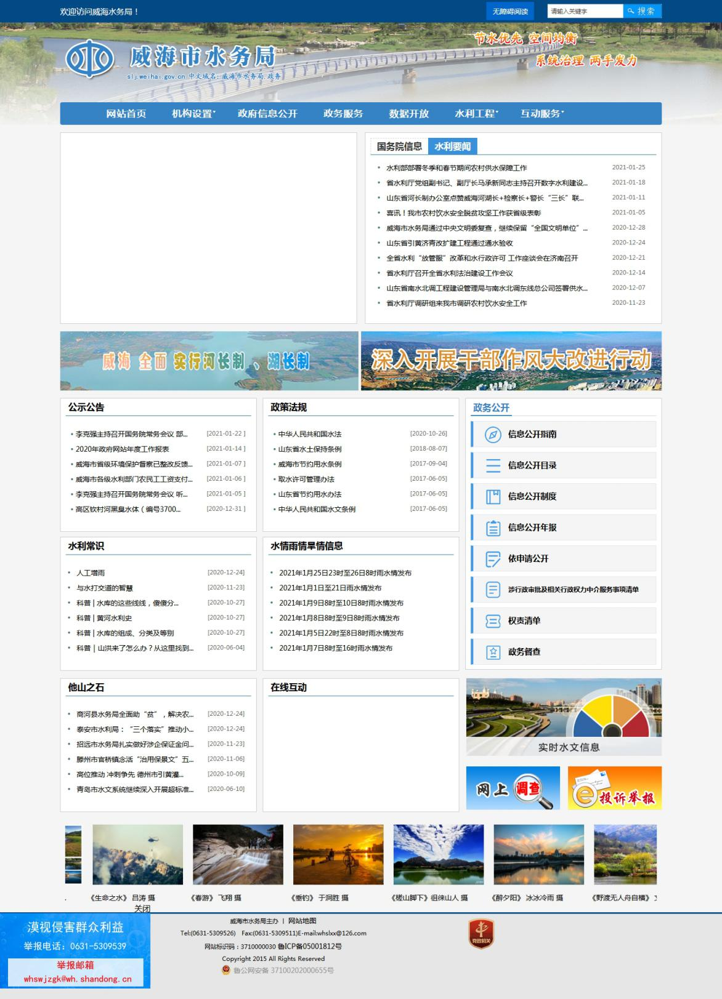 欢迎访问威海水务局！
无障碍阅读
请输入关键字
搜索
节水优先 空间均衡
系统治理 两手发力
威海市水务局
slj.weihai.gov.cn 中文域名:威海市水务局.政务
网站首页 机构设置 政府信息公开 政务服务 数据开放 水利工程 互动服务
国务院信息 水利要闻
水利部部署冬季和春节期间农村供水保障工作 2021-01-25
省水利厅党组副书记、副厅长马承新同志主持召开数字水利建设... 2021-01-18
山东省河长制办公室点赞威海河湖长+检察长+警长“三长”联... 2021-01-11
喜讯！我市农村饮水安全脱贫攻坚工作获省级表彰 2021-01-05
威海市水务局通过中央文明委复查，继续保留“全国文明单位”... 2020-12-28
山东省引黄济青改扩建工程通过通水验收 2020-12-24
全省水利“放管服”改革和水行政许可 工作座谈会在济南召开 2020-12-21
省水利厅召开全省水利法治建设工作会议 2020-12-14
山东省南水北调工程建设管理局与南水北调东线总公司签署供水... 2020-12-07
省水利厅调研组来我市调研农村饮水安全工作 2020-11-23
威海 全面 实行河长制 、湖长制
深入开展干部作风大改进行动
公示公告
李克强主持召开国务院常务会议 部... [2021-01-22 ]
2020年政府网站年度工作报表 [2021-01-14 ]
威海市省级环境保护督察已整改反馈... [2021-01-07 ]
威海市各级水利部门农民工工资支付... [2021-01-06 ]
李克强主持召开国务院常务会议 听... [2021-01-05 ]
高区钦村河黑臭水体（编号3700... [2020-12-31 ]
政策法规
中华人民共和国水法 [2020-10-26]
山东省水土保持条例 [2018-08-07]
威海市节约用水条例 [2017-09-04]
取水许可管理办法 [2017-06-05]
山东省节约用水办法 [2017-06-05]
中华人民共和国水文条例 [2017-06-05]
政务公开
信息公开指南
信息公开目录
信息公开制度
信息公开年报
依申请公开
涉行政审批及相关行政权力中介服务事项清单
权责清单
政务督查
水利常识
人工增雨 [2020-12-24]
与水打交道的智慧 [2020-11-23]
科普 | 水库的这些线线，傻傻分... [2020-10-27]
科普 | 黄河水利史 [2020-10-27]
科普 | 水库的组成、分类及等别 [2020-10-27]
科普｜山洪来了怎么办？从这里找到... [2020-06-04]
水情雨情旱情信息
2021年1月25日23时至26日8时雨水情发布
2021年1月1日至21日雨水情发布
2021年1月9日8时至10日8时雨水情发布
2021年1月8日8时至9日8时雨水情发布
2021年1月5日22时至8日8时雨水情发布
2021年1月7日8时至16时雨水情发布
他山之石
商河县水务局全面助“贫”，解决农... [2020-12-24]
泰安市水利局：“三个落实”推动小... [2020-12-24]
招远市水务局扎实做好涉企保证金问... [2020-11-23]
滕州市官桥镇念活“治用保景文”五... [2020-11-06]
高位推动 冲刺争先 德州市引黄灌... [2020-10-09]
青岛市水文系统继续深入开展超标准... [2020-06-10]
在线互动
实时水文信息
网上调查
投诉举报
《生命之水》 吕涛 摄
《春游》 飞翔 摄
《垂钓》 于洞胜 摄
《槎山脚下》徂徕山人 摄
《醉夕阳》 冰冰冷雨 摄
《野渡无人舟自横》
关闭
漠视侵害群众利益
举报电话：0631-5309539
举报邮箱
whswjzgk@wh.shandong.cn
威海市水务局主办 | 网站地图
Tel:(0631-5309526) Fax:(0631-5309511)E-mail:whslxx@126.com
网站标识码：3710000030 鲁ICP备05001812号
Copyright 2015 All Rights Reserved
鲁公网安备 37100202000655号
党政机关